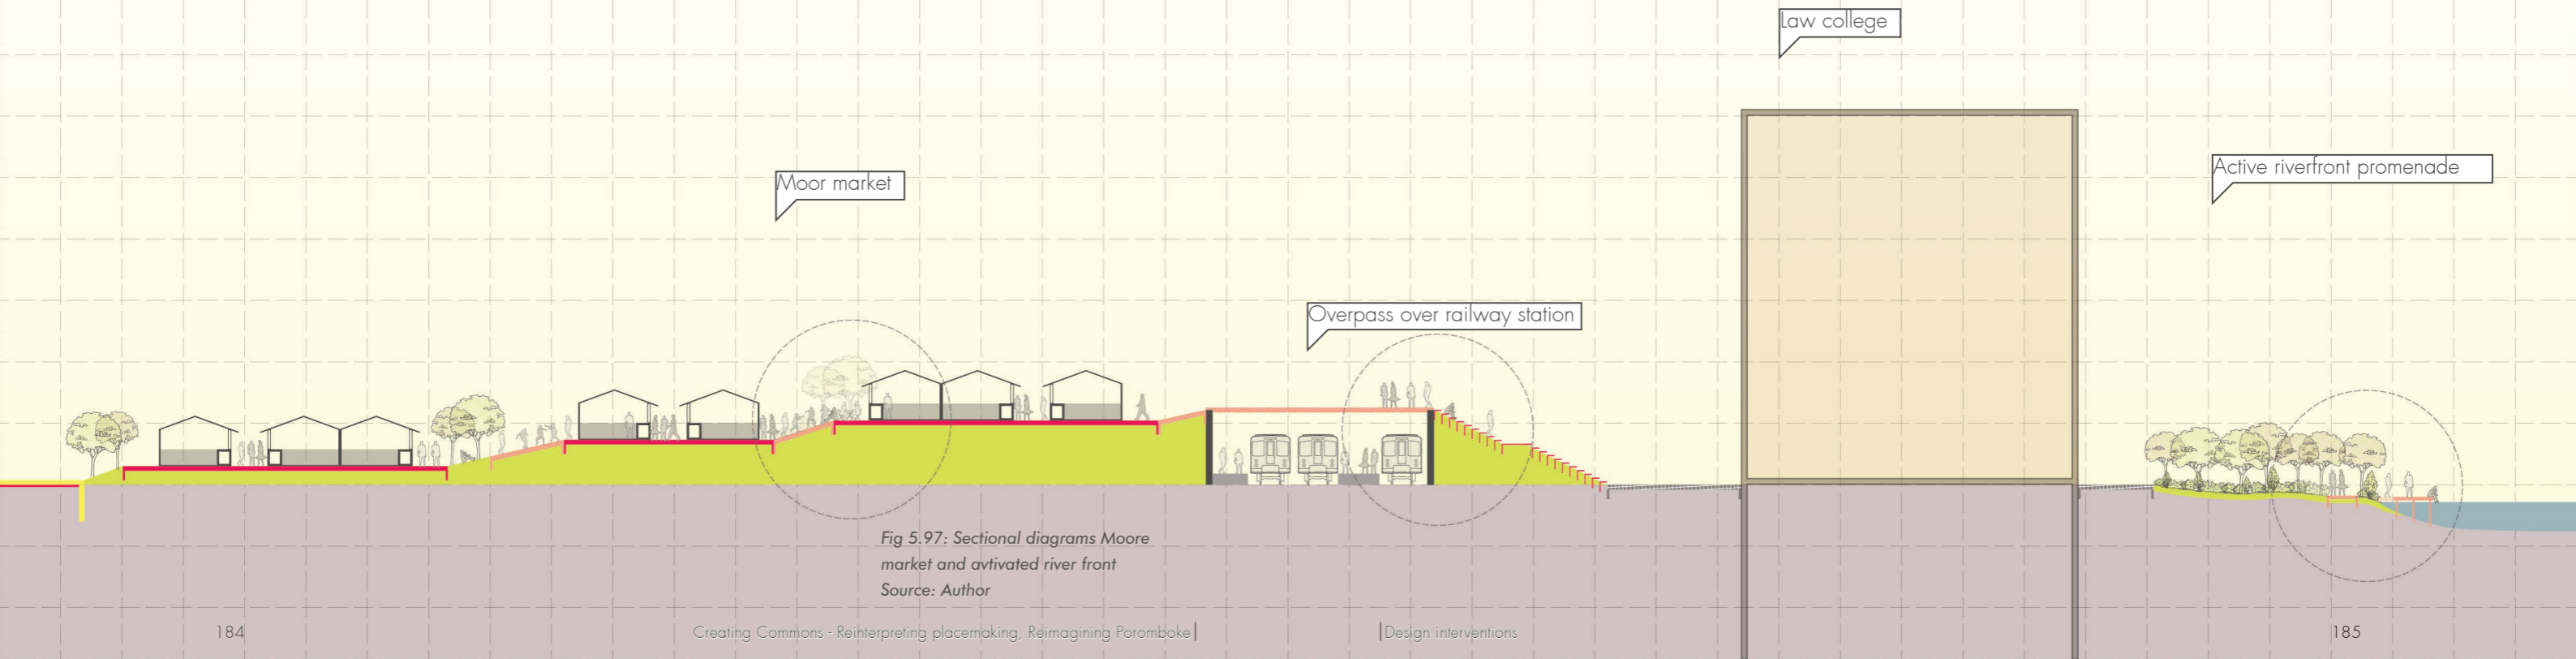 Law college
Active riverfront promenade
Moor market
Overpass over railway station
Fig 5.97: Sectional diagrams Moore
market and avtivated river front
Source: Author
184
Creating Commons - Reinterpreting placemaking, Reimagining Poromboke|
|Design interventions
185